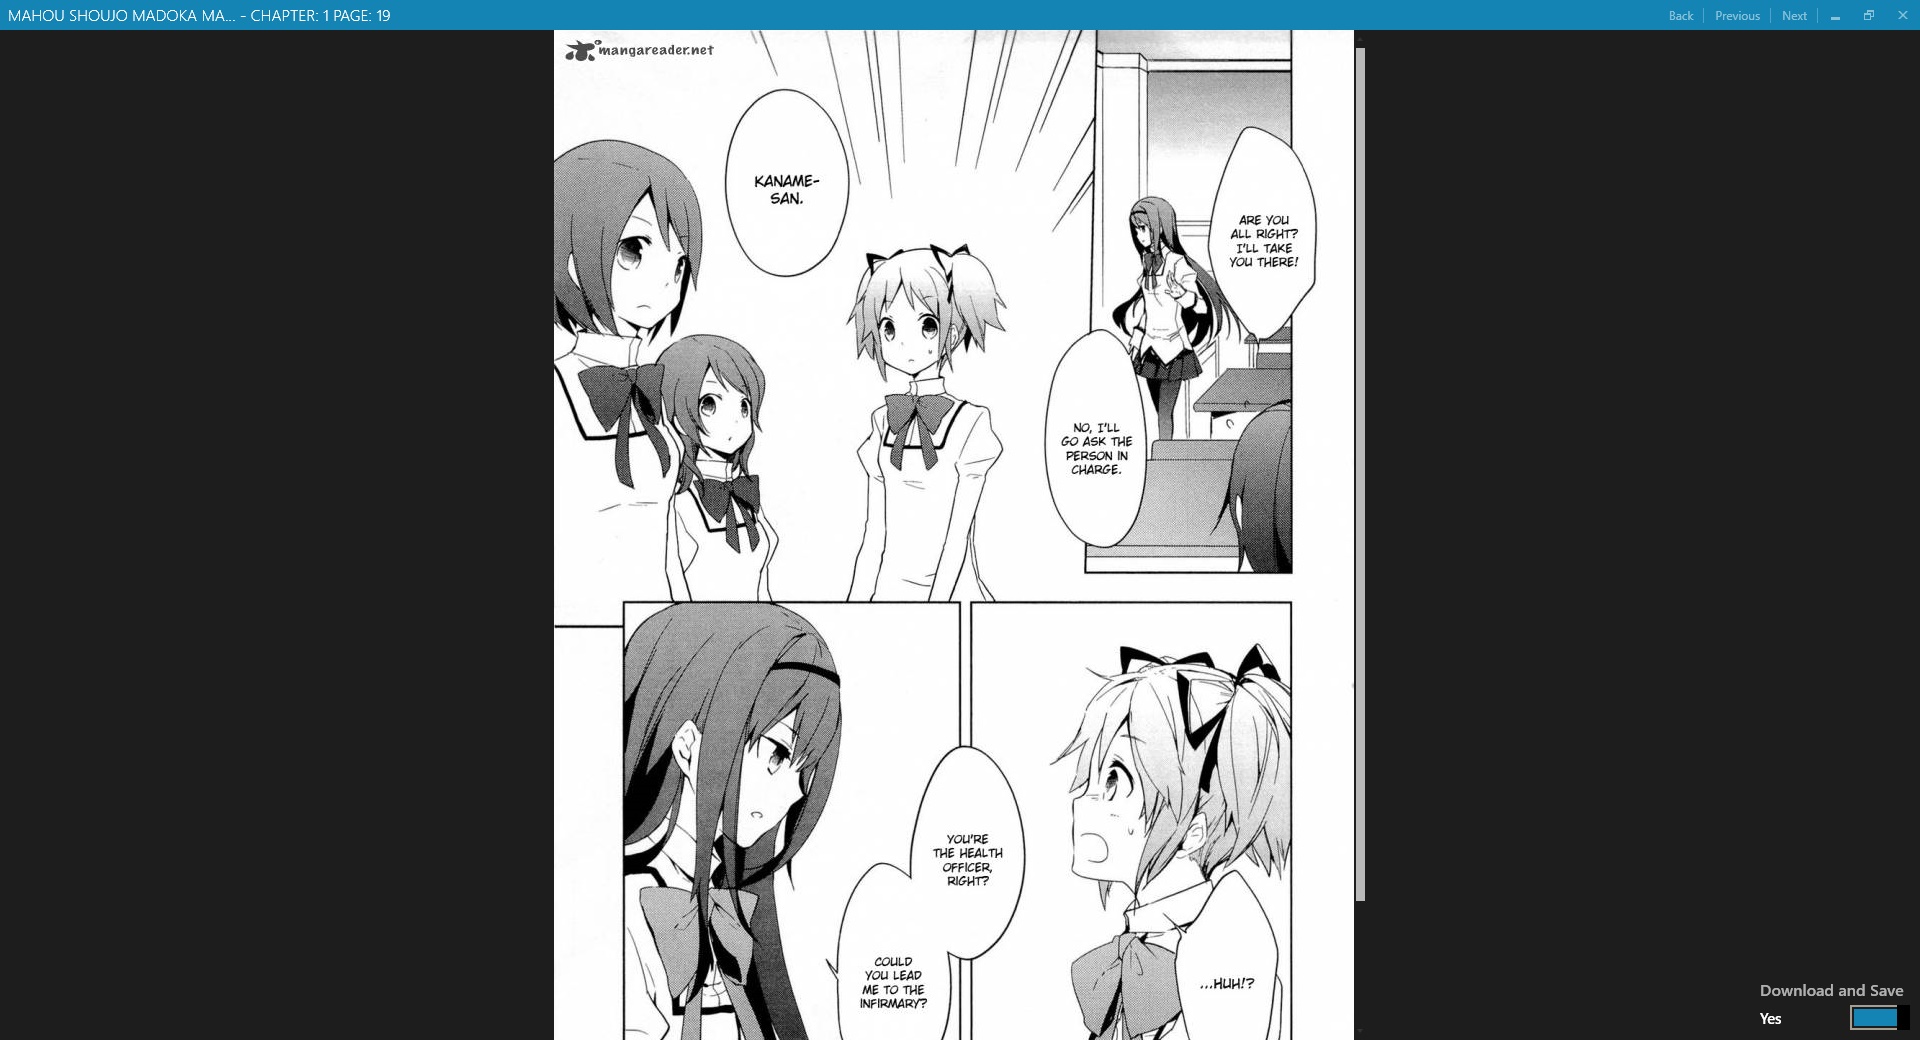 MAHOU SHOUJO MADOKA MA... - CHAPTER: 1 PAGE: 19
Back
Previous
Next
mangareader.net
ARE YOU
ALL RIGHT?
I'LL TAKE
YOU THERE!
NO, I'LL
GO ASK THE
PERSON IN
CHARGE.
KANAME-
SAN.
YOU'RE
THE HEALTH
OFFICER,
RIGHT?
COULD
YOU LEAD
ME TO THE
INFIRMARY?
...HUH!?
Download and Save
Yes